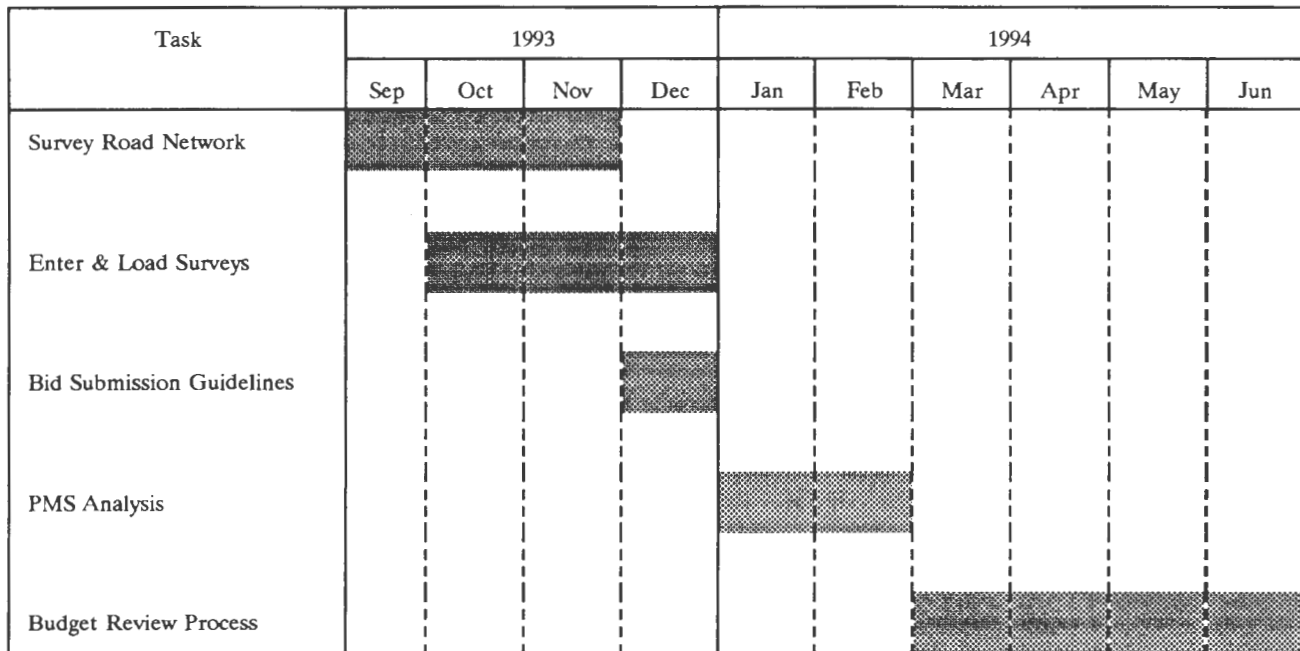 Task 1993 1994
Sep Oct Nov Dec Jan Feb Mar Apr May Jun
Survey Road Network
Enter & Load Surveys
Bid Submission Guidelines
PMS Analysis
Budget Review Process